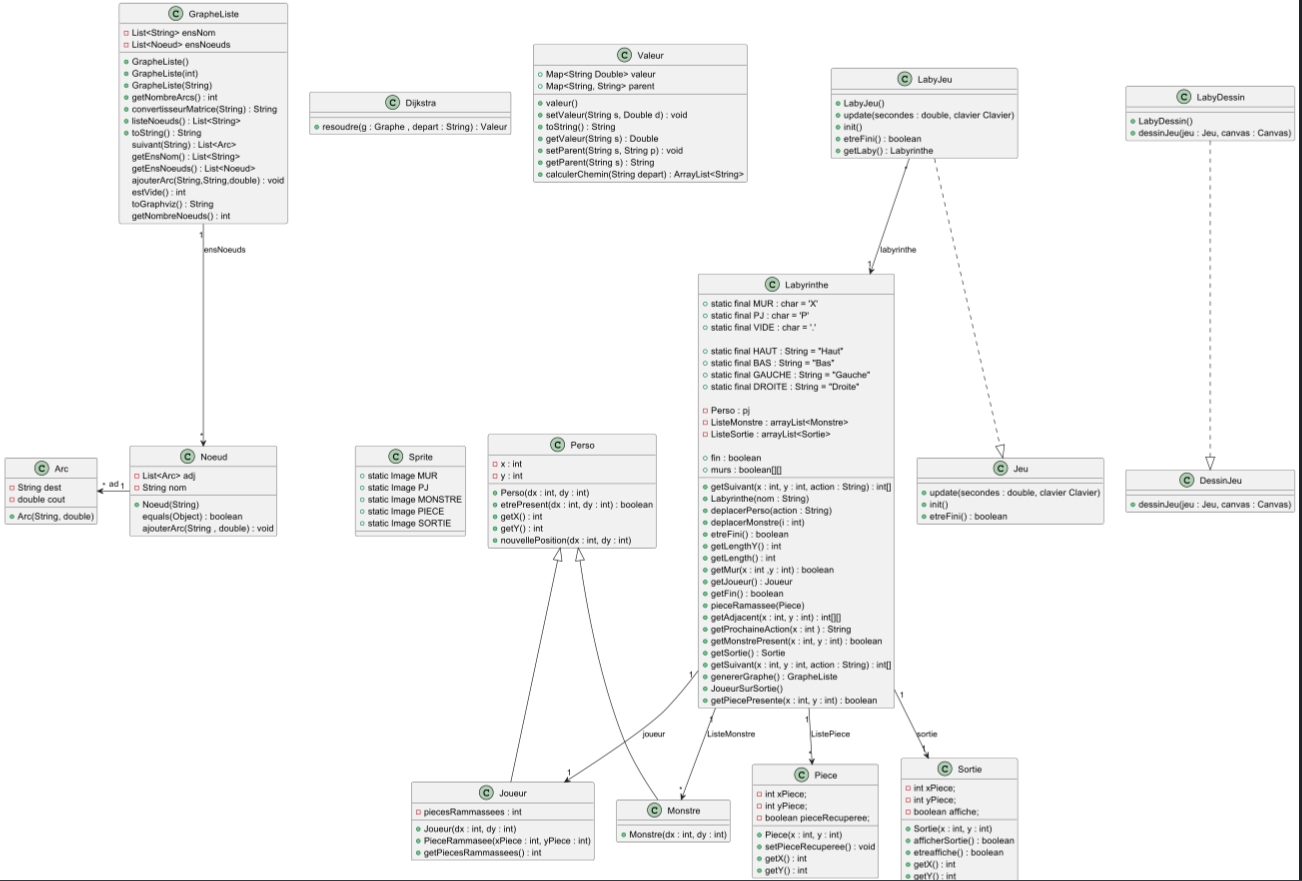 C GrapheListe
List<String> ensNom
List<Noeud> ensNoeuds
GrapheListe()
GrapheListe(int)
GrapheListe(String)
getNombreArcs() : int
convertisseurMatrice(String) : String
listeNoeuds() : List<String>
toString() : String
suivant(String) : List<Arc>
getEnsNom() : List<String>
getEnsNoeuds() : List<Noeud>
ajouterArc(String,String,double) : void
estVide() : int
toGraphviz() : String
getNombreNoeuds() : int
1
ensNoeuds
*
C Dijkstra
resoudre(g : Graphe , depart : String) : Valeur
C Valeur
Map<String Double> valeur
Map<String, String> parent
valeur()
setValeur(String s, Double d) : void
toString() : String
getValeur(String s) : Double
setParent(String s, String p) : void
getParent(String s) : String
calculerChemin(String depart) : ArrayList<String>
C LabyJeu
LabyJeu()
update(secondes : double, clavier Clavier)
init()
etreFini() : boolean
getLaby() : Labyrinthe
*
labyrinthe
1
C LabyDessin
LabyDessin()
dessinJeu(jeu : Jeu, canvas : Canvas)
C Labyrinthe
static final MUR : char = 'X'
static final PJ : char = 'P'
static final VIDE : char = '.'
static final HAUT : String = "Haut"
static final BAS : String = "Bas"
static final GAUCHE : String = "Gauche"
static final DROITE : String = "Droite"
Perso : pj
ListeMonstre : arrayList<Monstre>
ListeSortie : arrayList<Sortie>
fin : boolean
murs : boolean[][]
getSuivant(x : int, y : int, action : String) : int[]
Labyrinthe(nom : String)
deplacerPerso(action : String)
deplacerMonstre(i : int)
etreFini() : boolean
getLengthY() : int
getLength() : int
getMur(x : int ,y : int) : boolean
getJoueur() : Joueur
getFin() : boolean
pieceRamassee(Piece)
getAdjacent(x : int, y : int) : int[][]
getProchaineAction(x : int ) : String
getMonstrePresent(x : int, y : int) : boolean
getSortie() : Sortie
getSuivant(x : int, y : int, action : String) : int[]
genererGraphe() : GrapheListe
JoueurSurSortie()
getPiecePresente(x : int, y : int) : boolean
C Arc
String dest
double cout
Arc(String, double)
* ad 1
C Noeud
List<Arc> adj
String nom
Noeud(String)
equals(Object) : boolean
ajouterArc(String , double) : void
C Sprite
static Image MUR
static Image PJ
static Image MONSTRE
static Image PIECE
static Image SORTIE
C Perso
x : int
y : int
Perso(dx : int, dy : int)
etrePresent(dx : int, dy : int) : boolean
getX() : int
getY() : int
nouvellePosition(dx : int, dy : int)
C Jeu
update(secondes : double, clavier Clavier)
init()
etreFini() : boolean
C DessinJeu
dessinJeu(jeu : Jeu, canvas : Canvas)
1
joueur
1
1
ListeMonstre
*
1
ListePiece
*
1
sortie
1
C Joueur
piecesRammassees : int
Joueur(dx : int, dy : int)
PieceRammasee(xPiece : int, yPiece : int)
getPiecesRammassees() : int
C Monstre
Monstre(dx : int, dy : int)
C Piece
int xPiece;
int yPiece;
boolean pieceRecuperee;
Piece(x : int, y : int)
setPieceRecuperee() : void
getX() : int
getY() : int
C Sortie
int xPiece;
int yPiece;
boolean affiche;
Sortie(x : int, y : int)
afficherSortie() : boolean
etreaffiche() : boolean
getX() : int
getY() : int